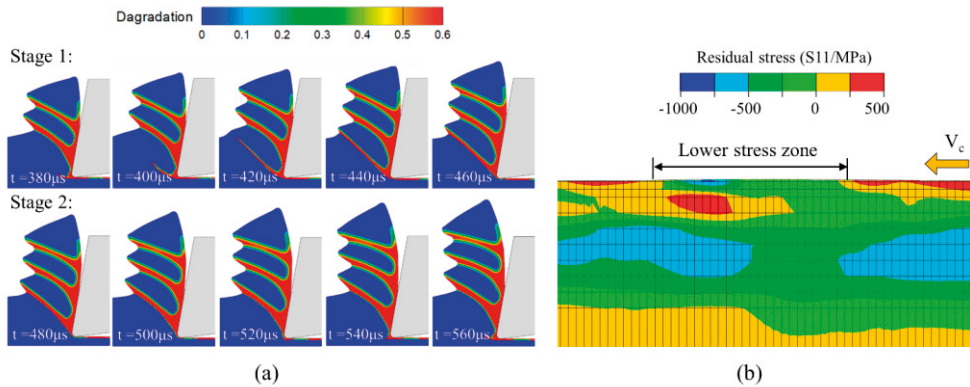 Dagradation
0 0.1 0.2 0.3 0.4 0.5 0.6
Stage 1:
t =380μs t =400μs t =420μs t =440μs t =460μs
Stage 2:
t =480μs t =500μs t =520μs t =540μs t =560μs
(a)
Residual stress (S11/MPa)
-1000 -500 0 500
Lower stress zone
Vc
(b)